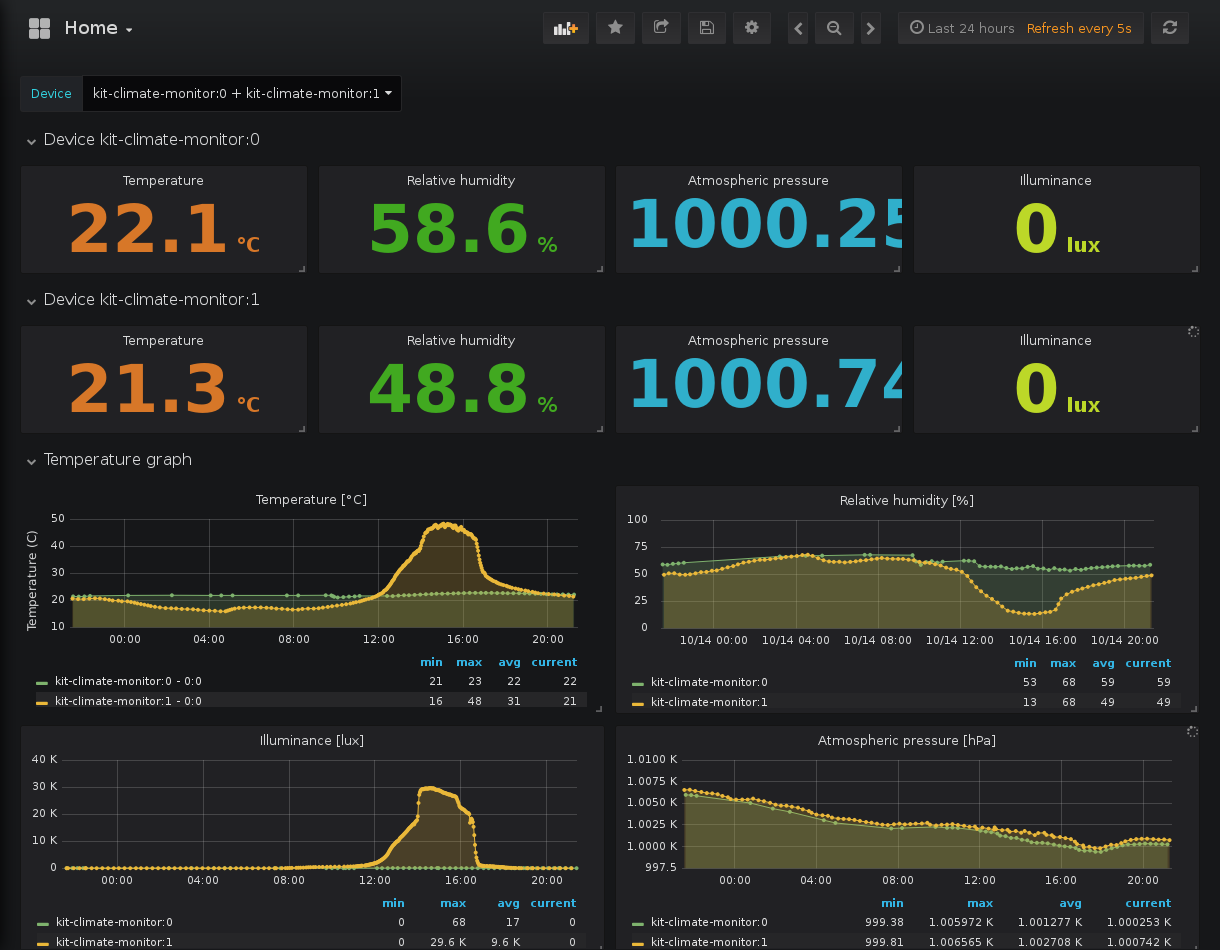 Home
Last 24 hours Refresh every 5s
Device kit-climate-monitor:0 + kit-climate-monitor:1
Device kit-climate-monitor:0
Temperature Relative humidity Atmospheric pressure Illuminance
22.1 °C 58.6 % 1000.25 0 lux
Device kit-climate-monitor:1
Temperature Relative humidity Atmospheric pressure Illuminance
21.3 °C 48.8 % 1000.74 0 lux
Temperature graph
Temperature [°C]
Temperature (C)
50
40
30
20
10
00:00 04:00 08:00 12:00 16:00 20:00
min max avg current
kit-climate-monitor:0 - 0:0 21 23 22 22
kit-climate-monitor:1 - 0:0 16 48 31 21
Relative humidity [%]
100
75
50
25
0
10/14 00:00 10/14 04:00 10/14 08:00 10/14 12:00 10/14 16:00 10/14 20:00
min max avg current
kit-climate-monitor:0 53 68 59 59
kit-climate-monitor:1 13 68 49 49
Illuminance [lux]
40 K
30 K
20 K
10 K
0
00:00 04:00 08:00 12:00 16:00 20:00
min max avg current
kit-climate-monitor:0 0 68 17 0
kit-climate-monitor:1 0 29.6 K 9.6 K 0
Atmospheric pressure [hPa]
1.0100 K
1.0075 K
1.0050 K
1.0025 K
1.0000 K
997.5
00:00 04:00 08:00 12:00 16:00 20:00
min max avg current
kit-climate-monitor:0 999.38 1.005972 K 1.001277 K 1.000253 K
kit-climate-monitor:1 999.81 1.006565 K 1.002708 K 1.000742 K